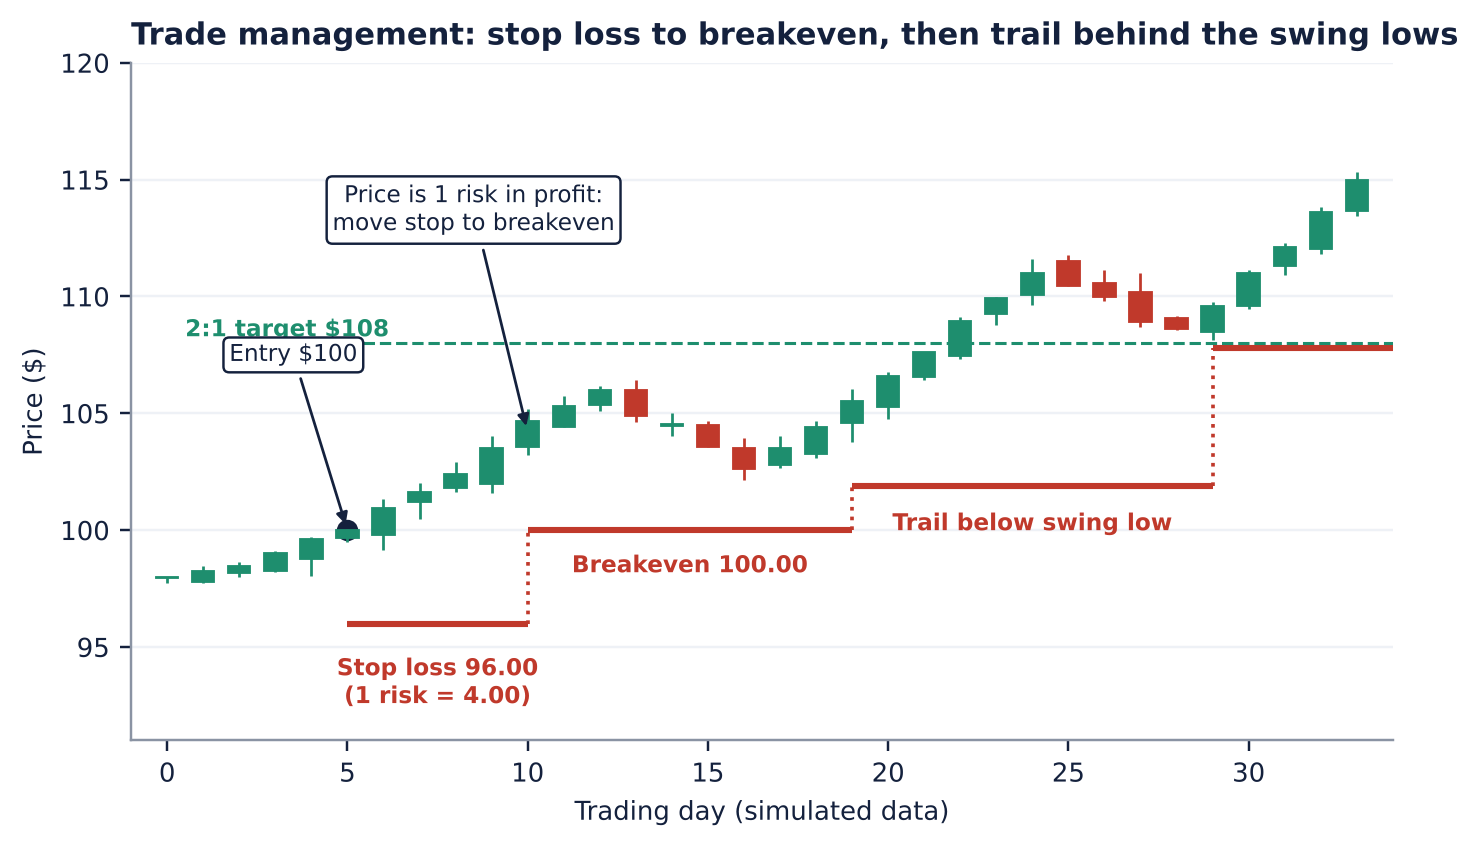 Trade management: stop loss to breakeven, then trail behind the swing lows
120
115
110
105
100
95
Price ($)
Price is 1 risk in profit:
move stop to breakeven
2:1 target $108
Entry $100
Trail below swing low
Breakeven 100.00
Stop loss 96.00
(1 risk = 4.00)
0 5 10 15 20 25 30
Trading day (simulated data)